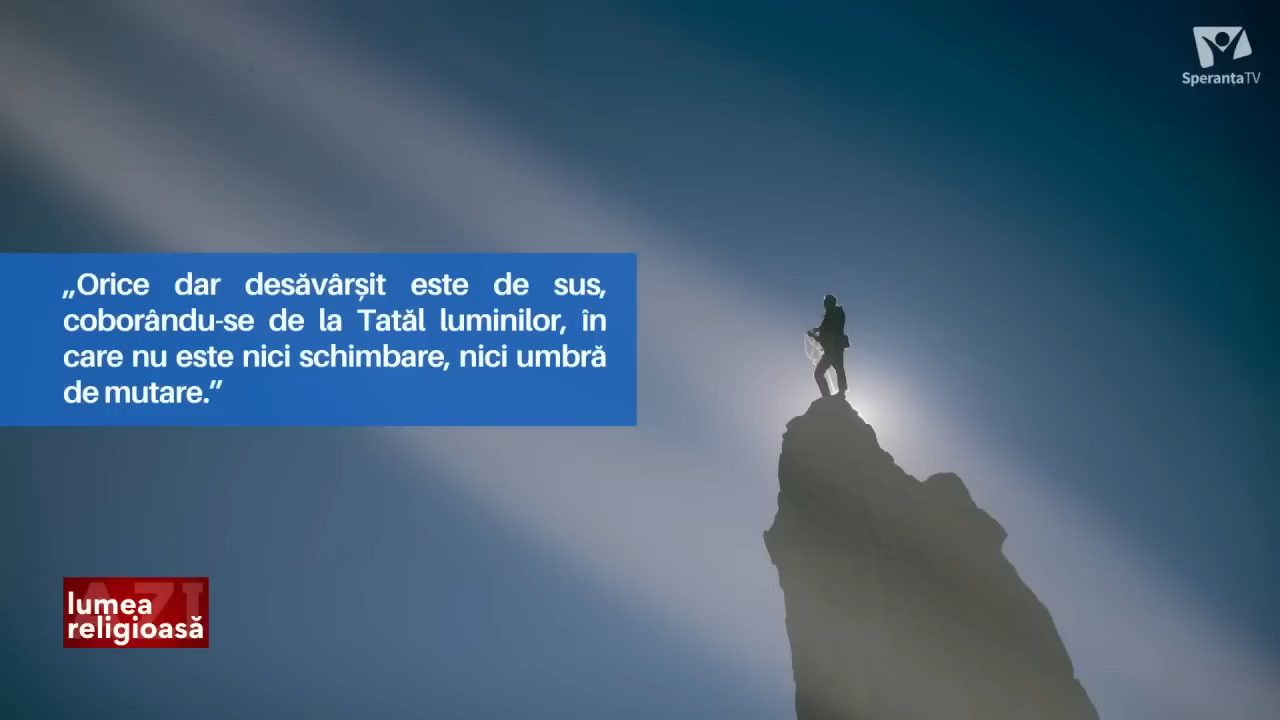 SperanțaTV
„Orice dar desăvârșit este de sus,
coborându-se de la Tatăl luminilor, în
care nu este nici schimbare, nici umbră
de mutare.”
AZI
lumea
religioasă